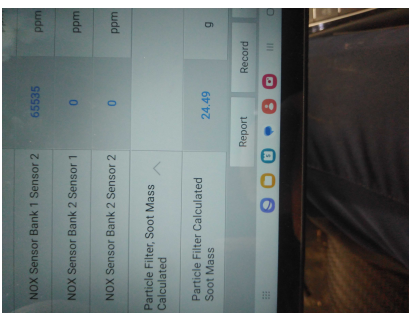 NOX Sensor Bank 1 Sensor 2 65535 ppm
NOX Sensor Bank 2 Sensor 1 0 ppm
NOX Sensor Bank 2 Sensor 2 0 ppm
Particle Filter, Soot Mass
Calculated
Particle Filter Calculated 24.49 g
Soot Mass
Report Record